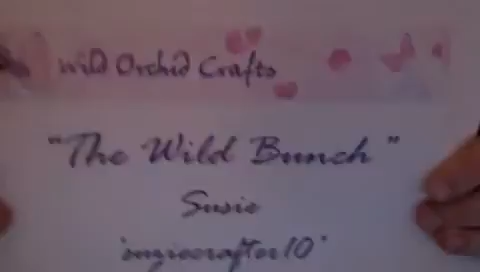 Wild Orchid Crafts
"The Wild Bunch"
Susie
'suziecrafter10'